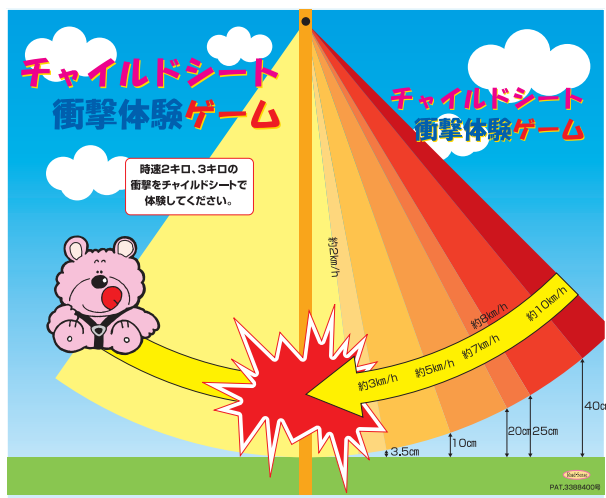 チャイルドシート
衝撃体験ゲーム
チャイルドシート
衝撃体験ゲーム
時速2キロ、3キロの
衝撃をチャイルドシートで
体験してください。
約2km/h
約3km/h
約5km/h
約7km/h
約8km/h
約10km/h
3.5cm
10cm
20cm
25cm
40cm
PAT.3388400号